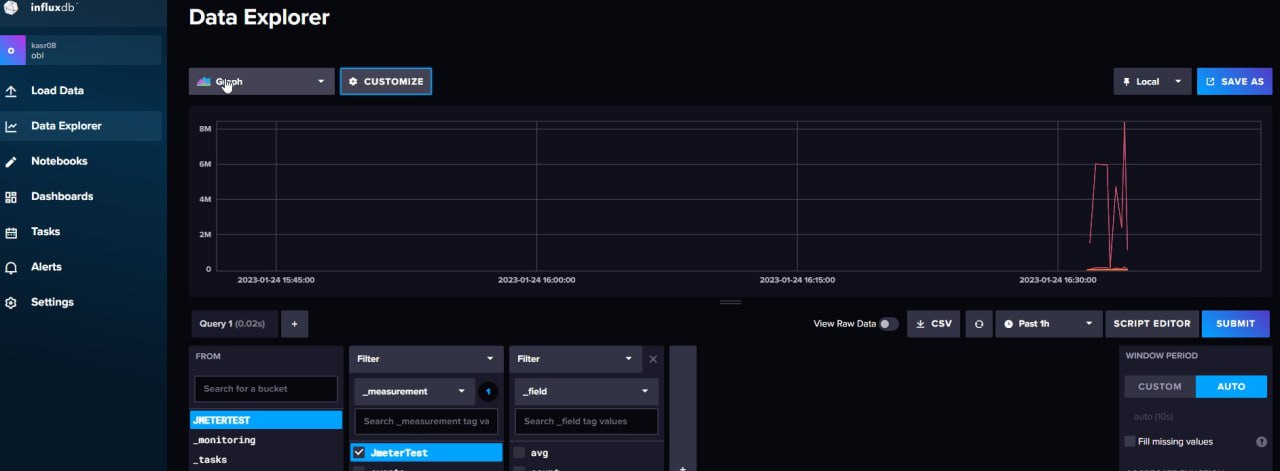 influxdb
Data Explorer
kasr08
obl
Graph
CUSTOMIZE
Local
SAVE AS
Load Data
Data Explorer
Notebooks
Dashboards
Tasks
Alerts
Settings
8M
6M
4M
2M
0
2023-01-24 15:45:00
2023-01-24 16:00:00
2023-01-24 16:15:00
2023-01-24 16:30:00
Query 1 (0.02s)
+
View Raw Data
CSV
Past 1h
SCRIPT EDITOR
SUBMIT
FROM
Search for a bucket
JMETERTEST
_monitoring
_tasks
Filter
_measurement
1
Search _measurement tag va
JmeterTest
Filter
_field
Search _field tag values
avg
+
WINDOW PERIOD
CUSTOM
AUTO
auto (10s)
Fill missing values
?